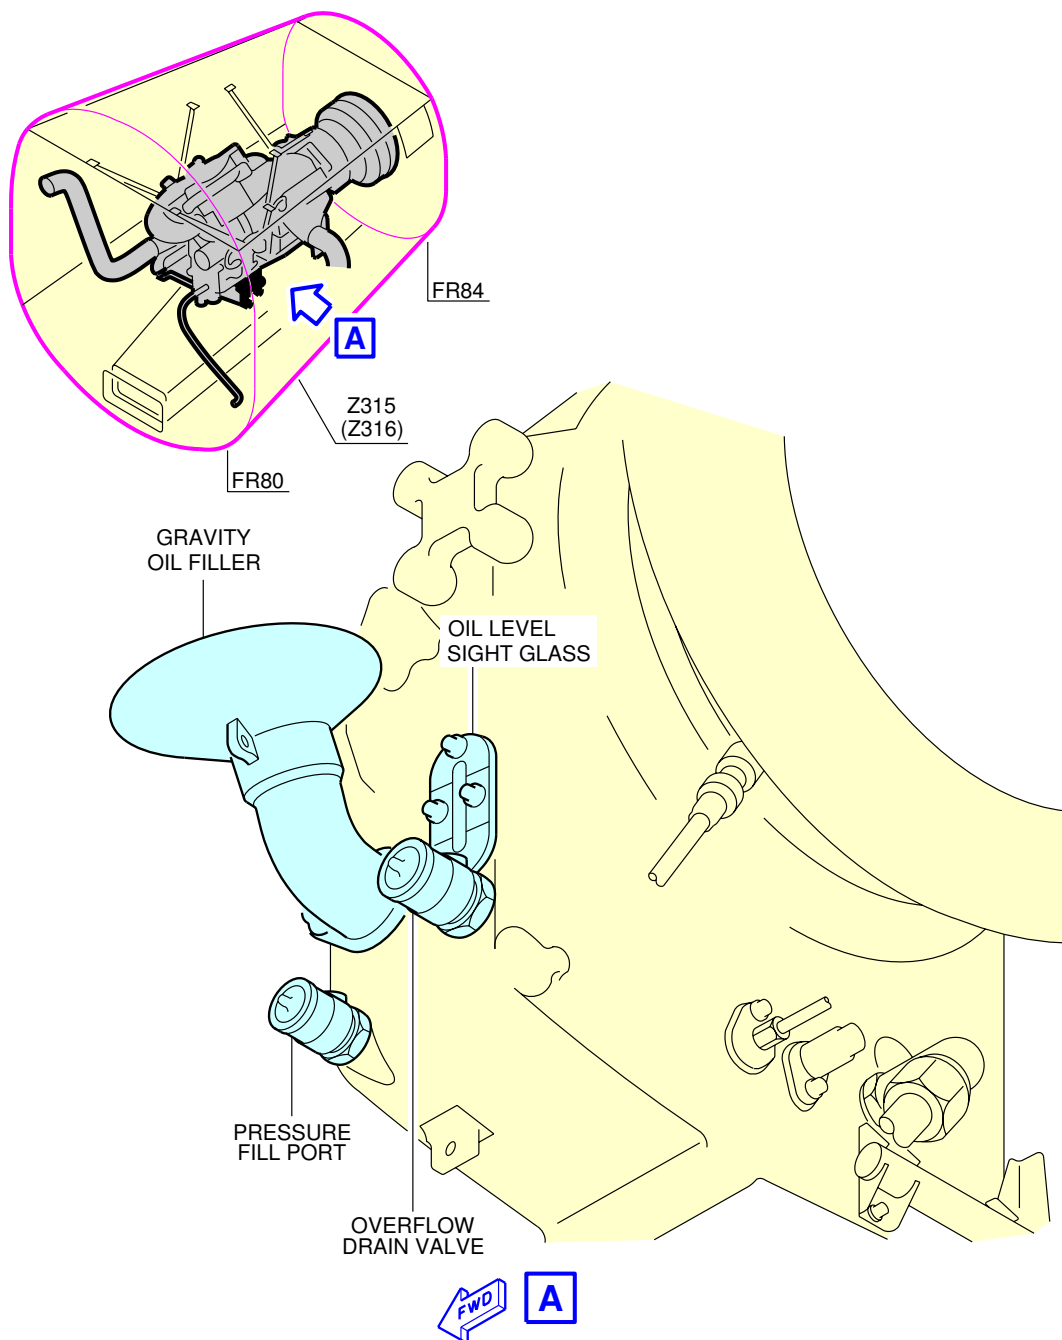 FR84
A
Z315
(Z316)
FR80
GRAVITY
OIL FILLER
OIL LEVEL
SIGHT GLASS
PRESSURE
FILL PORT
OVERFLOW
DRAIN VALVE
FWD
A